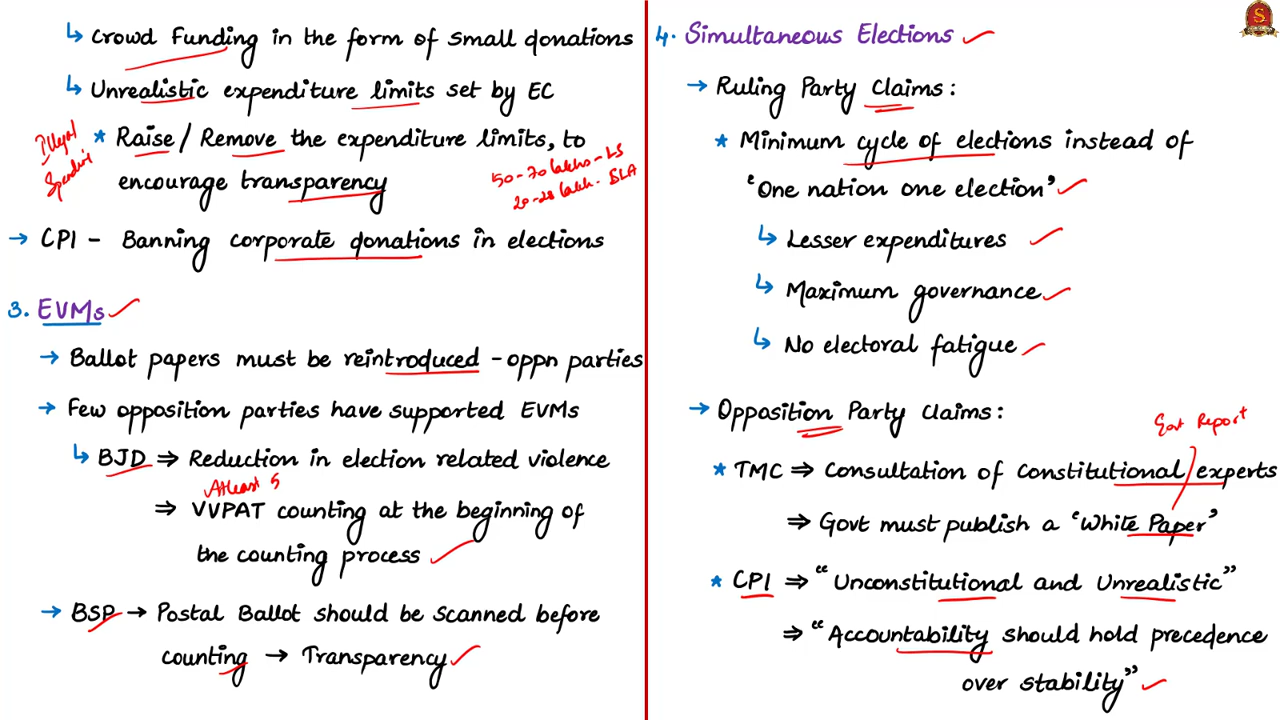 ↳ Crowd Funding in the form of small donations
↳ Unrealistic expenditure limits set by EC
Illegal
Spending
* Raise / Remove the expenditure limits, to
encourage transparency
50-70 lakhs - LS
20-28 lakh - SLA
→ CPI - Banning corporate donations in elections
3. EVMs
→ Ballot papers must be reintroduced - oppn parties
→ Few opposition parties have supported EVMs
↳ BJD ⇒ Reduction in election related violence
Atleast 5
⇒ VVPAT counting at the beginning of
the counting process
→ BSP → Postal Ballot should be scanned before
counting → Transparency
4. Simultaneous Elections
→ Ruling Party Claims:
* Minimum cycle of elections instead of
'One nation one election'
↳ Lesser expenditures
↳ Maximum governance
↳ No electoral fatigue
→ Opposition Party Claims:
Govt Report
* TMC ⇒ Consultation of Constitutional experts
⇒ Govt must publish a 'White Paper'
* CPI ⇒ "Unconstitutional and Unrealistic"
⇒ "Accountability should hold precedence
over stability"
S